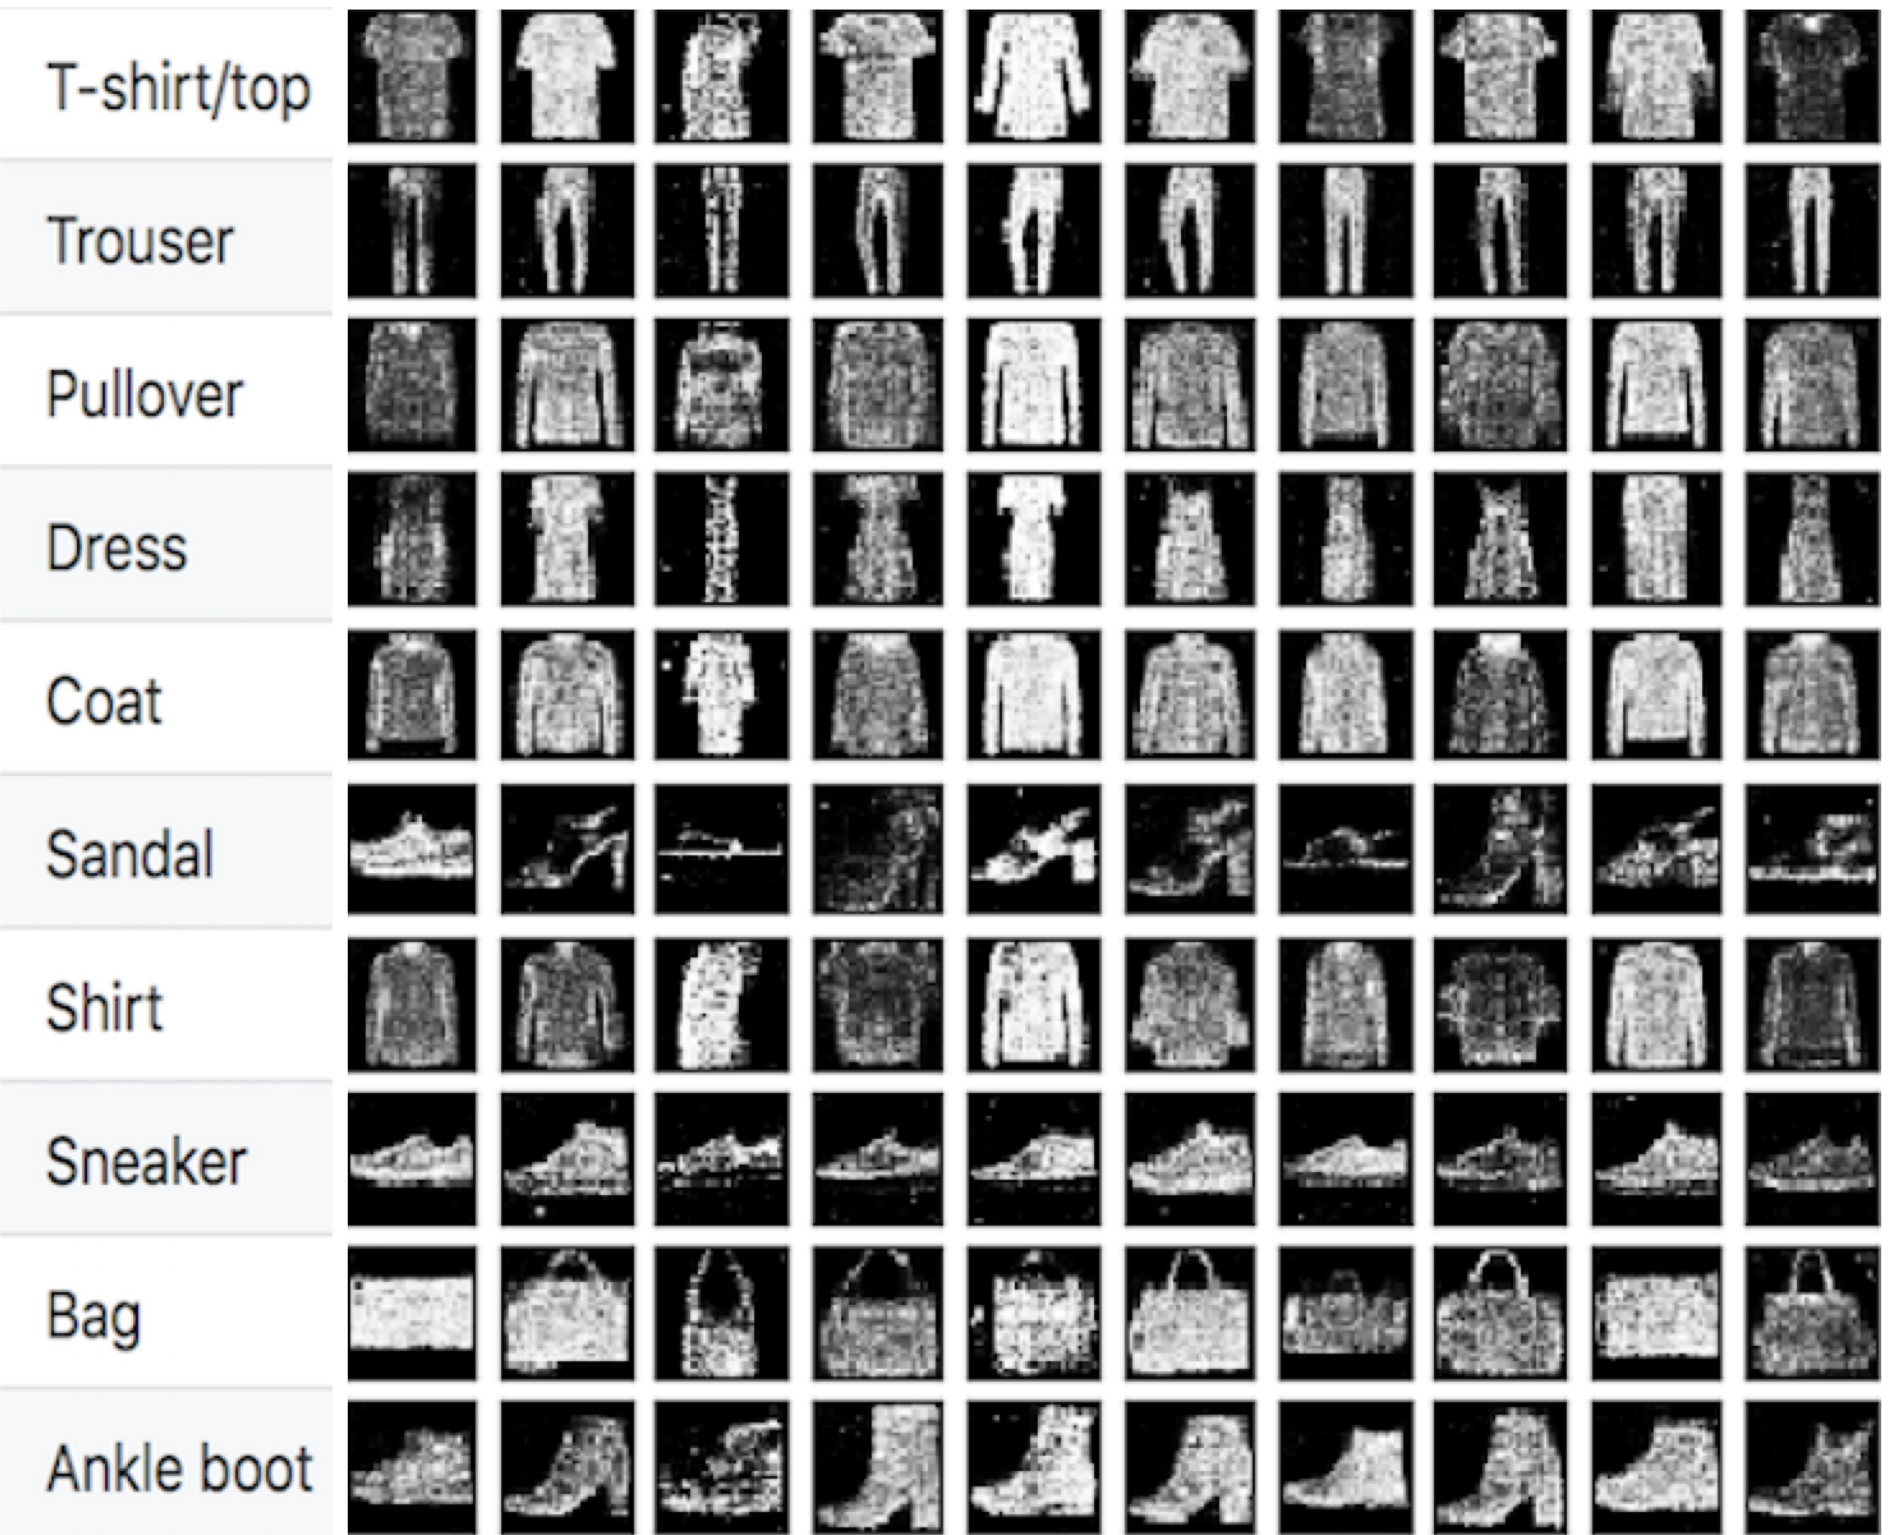 T-shirt/top
Trouser
Pullover
Dress
Coat
Sandal
Shirt
Sneaker
Bag
Ankle boot